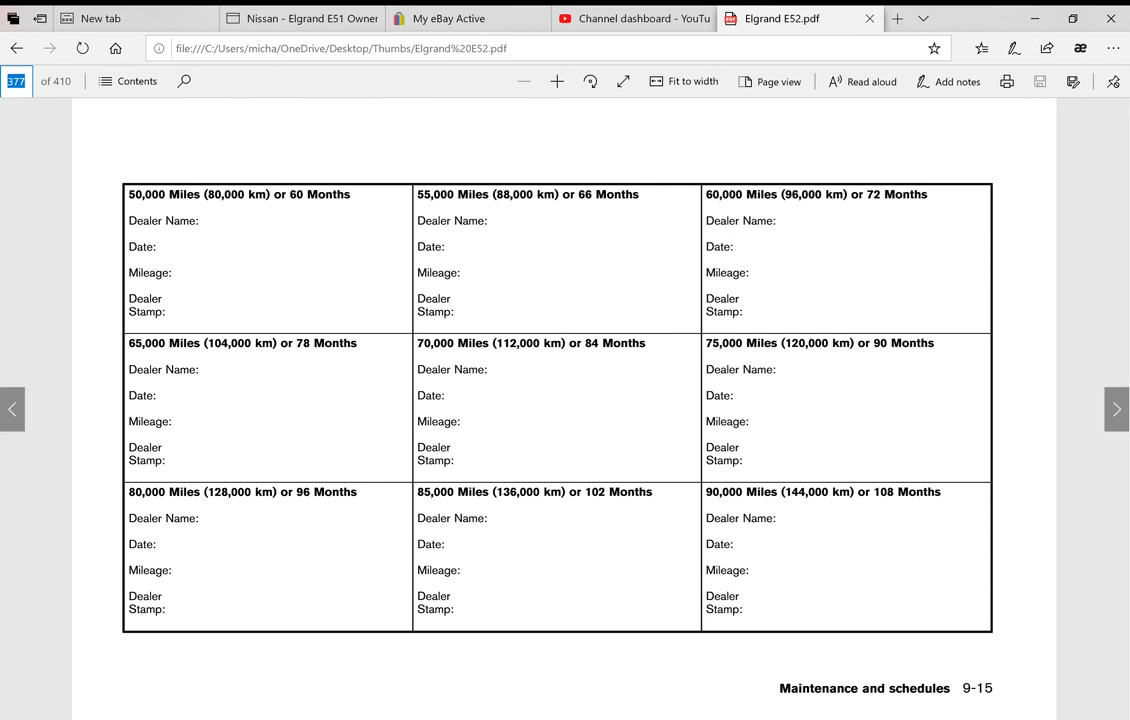 New tab
Nissan - Elgrand E51 Owner
My eBay Active
Channel dashboard - YouTu
Elgrand E52.pdf
file:///C:/Users/micha/OneDrive/Desktop/Thumbs/Elgrand%20E52.pdf
377 of 410
Contents
Fit to width
Page view
Read aloud
Add notes
50,000 Miles (80,000 km) or 60 Months
Dealer Name:
Date:
Mileage:
Dealer
Stamp:
55,000 Miles (88,000 km) or 66 Months
Dealer Name:
Date:
Mileage:
Dealer
Stamp:
60,000 Miles (96,000 km) or 72 Months
Dealer Name:
Date:
Mileage:
Dealer
Stamp:
65,000 Miles (104,000 km) or 78 Months
Dealer Name:
Date:
Mileage:
Dealer
Stamp:
70,000 Miles (112,000 km) or 84 Months
Dealer Name:
Date:
Mileage:
Dealer
Stamp:
75,000 Miles (120,000 km) or 90 Months
Dealer Name:
Date:
Mileage:
Dealer
Stamp:
80,000 Miles (128,000 km) or 96 Months
Dealer Name:
Date:
Mileage:
Dealer
Stamp:
85,000 Miles (136,000 km) or 102 Months
Dealer Name:
Date:
Mileage:
Dealer
Stamp:
90,000 Miles (144,000 km) or 108 Months
Dealer Name:
Date:
Mileage:
Dealer
Stamp:
Maintenance and schedules 9-15